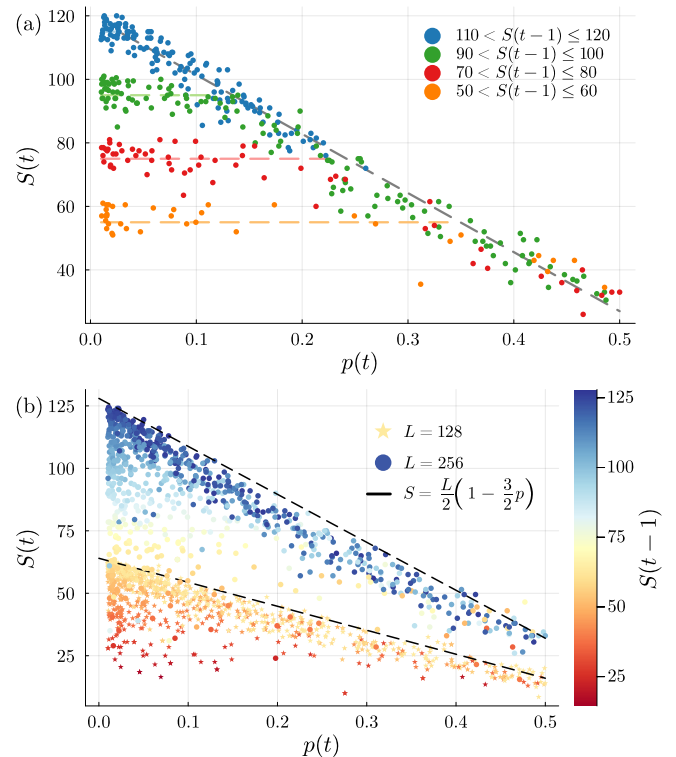 (a)
120
100
80
60
40
S(t)
110 < S(t − 1) ≤ 120
90 < S(t − 1) ≤ 100
70 < S(t − 1) ≤ 80
50 < S(t − 1) ≤ 60
0.0 0.1 0.2 0.3 0.4 0.5
p(t)
(b)
125
100
75
50
25
S(t)
L = 128
L = 256
S = L/2 ( 1 − 3/2 p )
0.0 0.1 0.2 0.3 0.4 0.5
p(t)
125
100
75
50
25
S(t − 1)